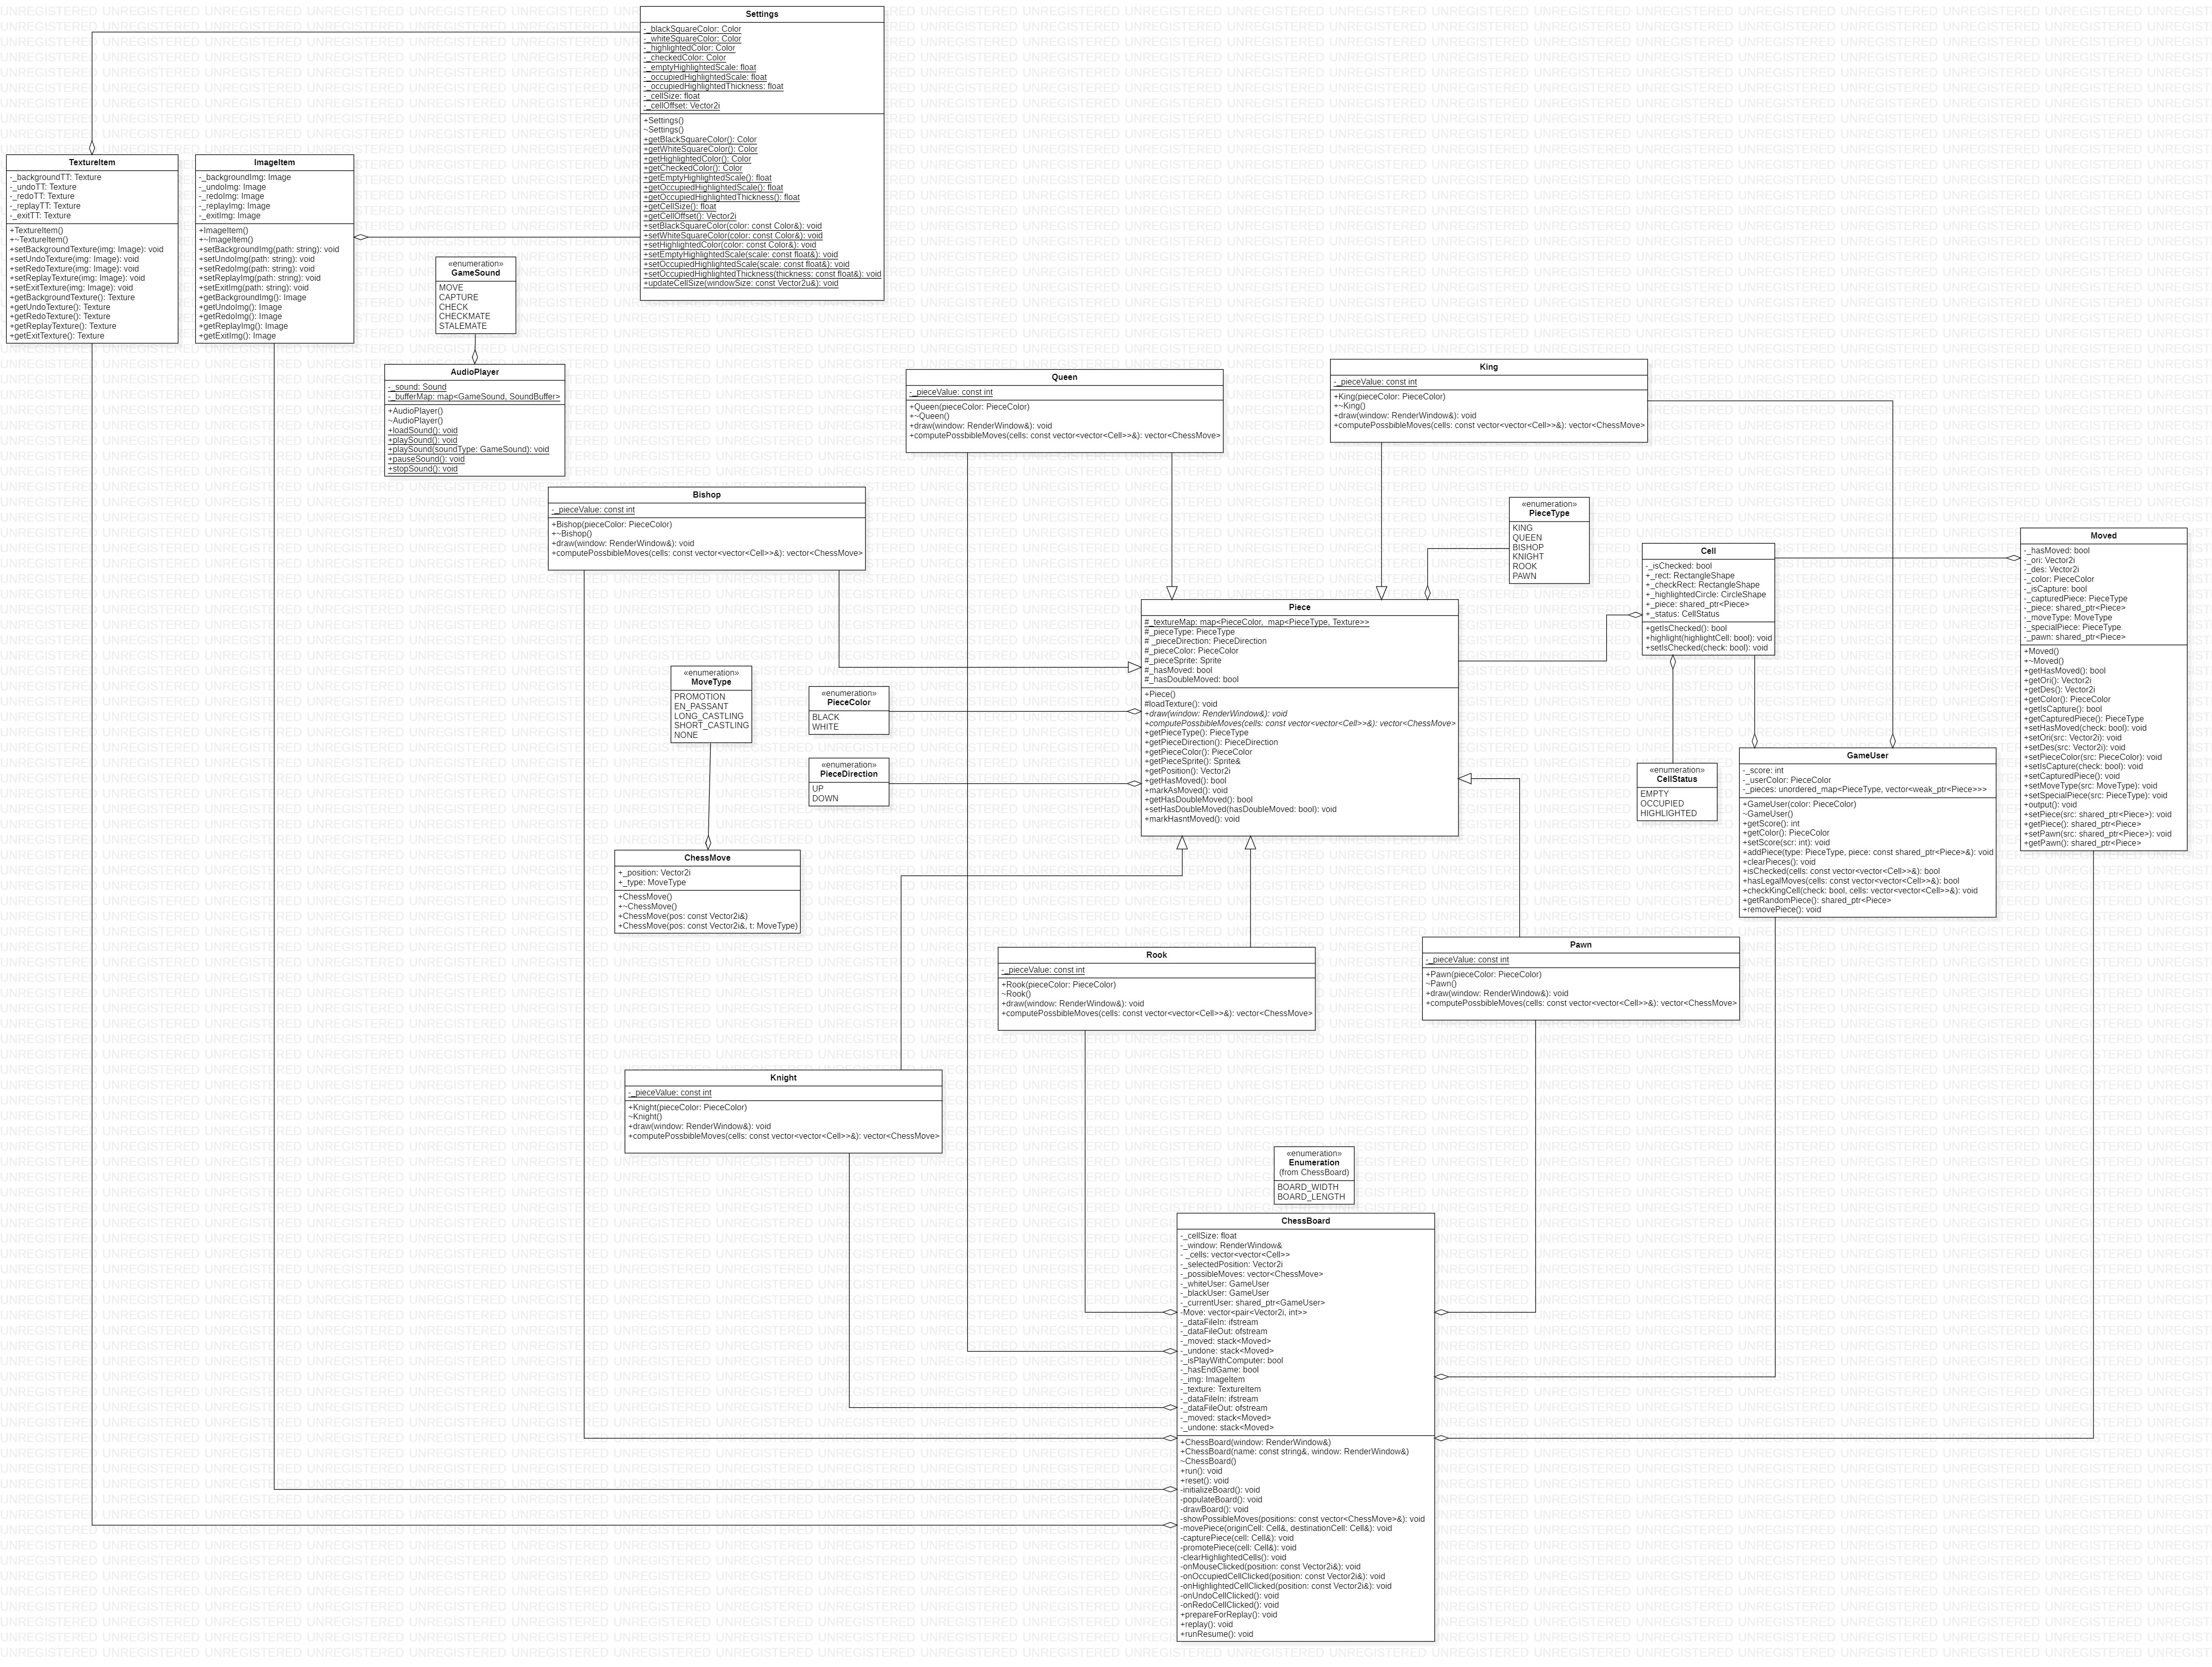 Settings
-_blackSquareColor: Color
-_whiteSquareColor: Color
-_highlightedColor: Color
-_checkedColor: Color
-_emptyHighlightedScale: float
-_occupiedHighlightedScale: float
-_occupiedHighlightedThickness: float
-_cellSize: float
-_cellOffset: Vector2i
+Settings()
~Settings()
+getBlackSquareColor(): Color
+getWhiteSquareColor(): Color
+getHighlightedColor(): Color
+getCheckedColor(): Color
+getEmptyHighlightedScale(): float
+getOccupiedHighlightedScale(): float
+getOccupiedHighlightedThickness(): float
+getCellSize(): float
+getCellOffset(): Vector2i
+setBlackSquareColor(color: const Color&): void
+setWhiteSquareColor(color: const Color&): void
+setHighlightedColor(color: const Color&): void
+setEmptyHighlightedScale(scale: const float&): void
+setOccupiedHighlightedScale(scale: const float&): void
+setOccupiedHighlightedThickness(thickness: const float&): void
+updateCellSize(windowSize: const Vector2u&): void
TextureItem
-_backgroundTT: Texture
-_undoTT: Texture
-_redoTT: Texture
-_replayTT: Texture
-_exitTT: Texture
+TextureItem()
+~TextureItem()
+setBackgroundTexture(img: Image): void
+setUndoTexture(img: Image): void
+setRedoTexture(img: Image): void
+setReplayTexture(img: Image): void
+setExitTexture(img: Image): void
+getBackgroundTexture(): Texture
+getUndoTexture(): Texture
+getRedoTexture(): Texture
+getReplayTexture(): Texture
+getExitTexture(): Texture
ImageItem
-_backgroundImg: Image
-_undoImg: Image
-_redoImg: Image
-_replayImg: Image
-_exitImg: Image
+ImageItem()
+~ImageItem()
+setBackgroundImg(path: string): void
+setUndoImg(path: string): void
+setRedoImg(path: string): void
+setReplayImg(path: string): void
+setExitImg(path: string): void
+getBackgroundImg(): Image
+getUndoImg(): Image
+getRedoImg(): Image
+getReplayImg(): Image
+getExitImg(): Image
«enumeration»
GameSound
MOVE
CAPTURE
CHECK
CHECKMATE
STALEMATE
AudioPlayer
-_sound: Sound
-_bufferMap: map<GameSound, SoundBuffer>
+AudioPlayer()
~AudioPlayer()
+loadSound(): void
+playSound(): void
+playSound(soundType: GameSound): void
+pauseSound(): void
+stopSound(): void
Queen
-_pieceValue: const int
+Queen(pieceColor: PieceColor)
+~Queen()
+draw(window: RenderWindow&): void
+computePossbibleMoves(cells: const vector<vector<Cell>>&): vector<ChessMove>
King
-_pieceValue: const int
+King(pieceColor: PieceColor)
+~King()
+draw(window: RenderWindow&): void
+computePossbibleMoves(cells: const vector<vector<Cell>>&): vector<ChessMove>
Bishop
-_pieceValue: const int
+Bishop(pieceColor: PieceColor)
+~Bishop()
+draw(window: RenderWindow&): void
+computePossbibleMoves(cells: const vector<vector<Cell>>&): vector<ChessMove>
«enumeration»
PieceType
KING
QUEEN
BISHOP
KNIGHT
ROOK
PAWN
Cell
-_isChecked: bool
+_rect: RectangleShape
+_checkRect: RectangleShape
+_highlightedCircle: CircleShape
+_piece: shared_ptr<Piece>
+_status: CellStatus
+getIsChecked(): bool
+highlight(highlightCell: bool): void
+setIsChecked(check: bool): void
Moved
-_hasMoved: bool
-_ori: Vector2i
-_des: Vector2i
-_color: PieceColor
-_isCapture: bool
-_capturedPiece: PieceType
-_piece: shared_ptr<Piece>
-_moveType: MoveType
-_specialPiece: PieceType
-_pawn: shared_ptr<Piece>
+Moved()
+~Moved()
+getHasMoved(): bool
+getOri(): Vector2i
+getDes(): Vector2i
+getColor(): PieceColor
+getIsCapture(): bool
+getCapturedPiece(): PieceType
+setHasMoved(check: bool): void
+setOri(src: Vector2i): void
+setDes(src: Vector2i): void
+setPieceColor(src: PieceColor): void
+setIsCapture(check: bool): void
+setCapturedPiece(): void
+setMoveType(src: MoveType): void
+setSpecialPiece(src: PieceType): void
+output(): void
+setPiece(src: shared_ptr<Piece>): void
+getPiece(): shared_ptr<Piece>
+setPawn(src: shared_ptr<Piece>): void
+getPawn(): shared_ptr<Piece>
Piece
#_textureMap: map<PieceColor,  map<PieceType, Texture>>
#_pieceType: PieceType
# _pieceDirection: PieceDirection
#_pieceColor: PieceColor
#_pieceSprite: Sprite
#_hasMoved: bool
#_hasDoubleMoved: bool
+Piece()
#loadTexture(): void
+draw(window: RenderWindow&): void
+computePossbibleMoves(cells: const vector<vector<Cell>>&): vector<ChessMove>
+getPieceType(): PieceType
+getPieceDirection(): PieceDirection
+getPieceColor(): PieceColor
+getPieceSprite(): Sprite&
+getPosition(): Vector2i
+getHasMoved(): bool
+markAsMoved(): void
+getHasDoubleMoved(): bool
+setHasDoubleMoved(hasDoubleMoved: bool): void
+markHasntMoved(): void
«enumeration»
MoveType
PROMOTION
EN_PASSANT
LONG_CASTLING
SHORT_CASTLING
NONE
«enumeration»
PieceColor
BLACK
WHITE
«enumeration»
PieceDirection
UP
DOWN
«enumeration»
CellStatus
EMPTY
OCCUPIED
HIGHLIGHTED
GameUser
-_score: int
-_userColor: PieceColor
-_pieces: unordered_map<PieceType, vector<weak_ptr<Piece>>>
+GameUser(color: PieceColor)
~GameUser()
+getScore(): int
+getColor(): PieceColor
+setScore(scr: int): void
+addPiece(type: PieceType, piece: const shared_ptr<Piece>&): void
+clearPieces(): void
+isChecked(cells: const vector<vector<Cell>>&): bool
+hasLegalMoves(cells: const vector<vector<Cell>>&): bool
+checkKingCell(check: bool, cells: vector<vector<Cell>>&): void
+getRandomPiece(): shared_ptr<Piece>
+removePiece(): void
ChessMove
+_position: Vector2i
+_type: MoveType
+ChessMove()
+~ChessMove()
+ChessMove(pos: const Vector2i&)
+ChessMove(pos: const Vector2i&, t: MoveType)
Rook
-_pieceValue: const int
+Rook(pieceColor: PieceColor)
~Rook()
+draw(window: RenderWindow&): void
+computePossbibleMoves(cells: const vector<vector<Cell>>&): vector<ChessMove>
Pawn
-_pieceValue: const int
+Pawn(pieceColor: PieceColor)
~Pawn()
+draw(window: RenderWindow&): void
+computePossbibleMoves(cells: const vector<vector<Cell>>&): vector<ChessMove>
Knight
-_pieceValue: const int
+Knight(pieceColor: PieceColor)
~Knight()
+draw(window: RenderWindow&): void
+computePossbibleMoves(cells: const vector<vector<Cell>>&): vector<ChessMove>
«enumeration»
Enumeration
(from ChessBoard)
BOARD_WIDTH
BOARD_LENGTH
ChessBoard
-_cellSize: float
-_window: RenderWindow&
- _cells: vector<vector<Cell>>
-_selectedPosition: Vector2i
-_possibleMoves: vector<ChessMove>
-_whiteUser: GameUser
-_blackUser: GameUser
-_currentUser: shared_ptr<GameUser>
-Move: vector<pair<Vector2i, int>>
-_dataFileIn: ifstream
-_dataFileOut: ofstream
-_moved: stack<Moved>
-_undone: stack<Moved>
-_isPlayWithComputer: bool
-_hasEndGame: bool
-_img: ImageItem
-_texture: TextureItem
-_dataFileIn: ifstream
-_dataFileOut: ofstream
-_moved: stack<Moved>
-_undone: stack<Moved>
+ChessBoard(window: RenderWindow&)
+ChessBoard(name: const string&, window: RenderWindow&)
~ChessBoard()
+run(): void
+reset(): void
-initializeBoard(): void
-populateBoard(): void
-drawBoard(): void
-showPossibleMoves(positions: const vector<ChessMove>&): void
-movePiece(originCell: Cell&, destinationCell: Cell&): void
-capturePiece(cell: Cell&): void
-promotePiece(cell: Cell&): void
-clearHighlightedCells(): void
-onMouseClicked(position: const Vector2i&): void
-onOccupiedCellClicked(position: const Vector2i&): void
-onHighlightedCellClicked(position: const Vector2i&): void
-onUndoCellClicked(): void
-onRedoCellClicked(): void
+prepareForReplay(): void
+replay(): void
+runResume(): void